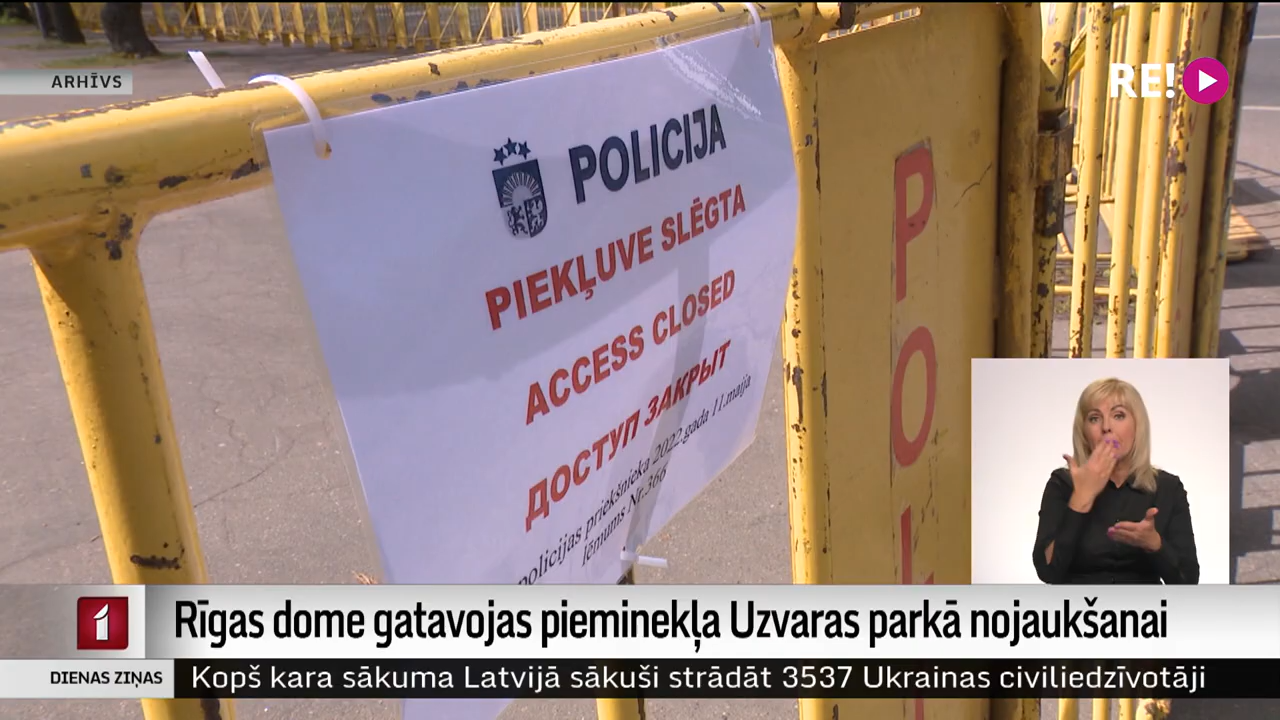 ARHĪVS
RE!
POLICIJA
PIEKĻUVE SLĒGTA
ACCESS CLOSED
ДОСТУП ЗАКРЫТ
policijas priekšnieka 2022.gada 11.maija
lēmums Nr.366
POL
1
Rīgas dome gatavojas pieminekļa Uzvaras parkā nojaukšanai
DIENAS ZIŅAS
Kopš kara sākuma Latvijā sākuši strādāt 3537 Ukrainas civiliedzīvotāji